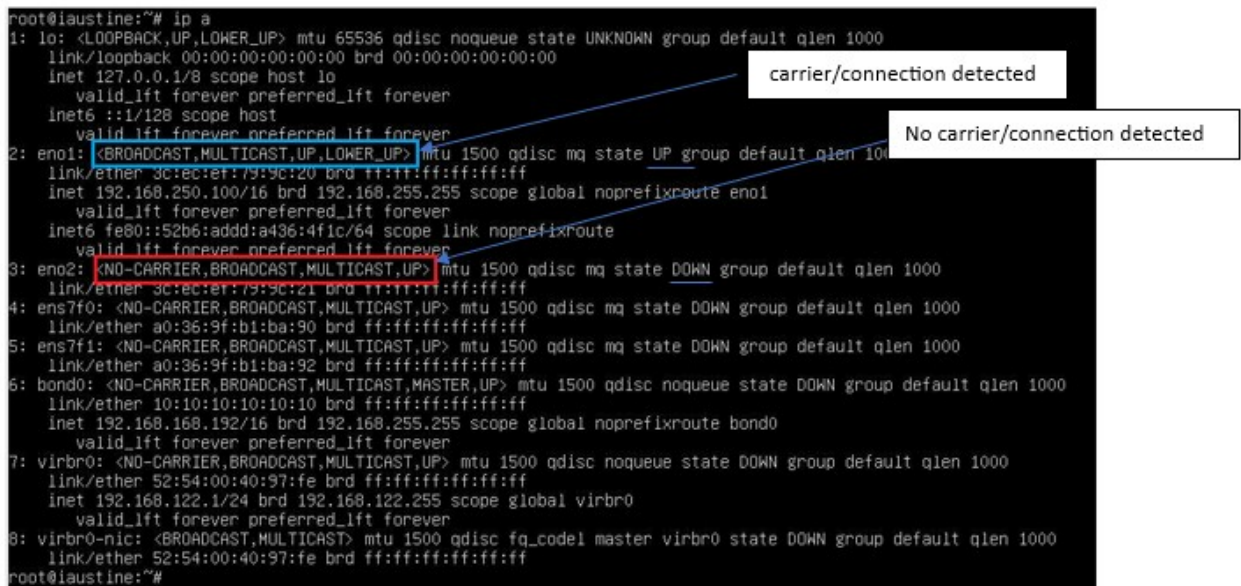 root@iaustine:~# ip a
1: lo: <LOOPBACK,UP,LOWER_UP> mtu 65536 qdisc noqueue state UNKNOWN group default qlen 1000
link/loopback 00:00:00:00:00:00 brd 00:00:00:00:00:00
inet 127.0.0.1/8 scope host lo
valid_lft forever preferred_lft forever
inet6 ::1/128 scope host
valid_lft forever preferred_lft forever
carrier/connection detected
No carrier/connection detected
2: eno1: <BROADCAST,MULTICAST,UP,LOWER_UP> mtu 1500 qdisc mq state UP group default qlen
link/ether 3c:ec:ef:79:9c:20 brd ff:ff:ff:ff:ff:ff
inet 192.168.250.100/16 brd 192.168.255.255 scope global noprefixroute eno1
valid_lft forever preferred_lft forever
inet6 fe80::52b6:addd:a436:4f1c/64 scope link noprefixroute
valid_lft forever preferred_lft forever
3: eno2: <NO-CARRIER,BROADCAST,MULTICAST,UP> mtu 1500 qdisc mq state DOWN group default qlen 1000
link/ether 3c:ec:ef:79:9c:21 brd ff:ff:ff:ff:ff:ff
4: ens7f0: <NO-CARRIER,BROADCAST,MULTICAST,UP> mtu 1500 qdisc mq state DOWN group default qlen 1000
link/ether a0:36:9f:b1:ba:90 brd ff:ff:ff:ff:ff:ff
5: ens7f1: <NO-CARRIER,BROADCAST,MULTICAST,UP> mtu 1500 qdisc mq state DOWN group default qlen 1000
link/ether a0:36:9f:b1:ba:92 brd ff:ff:ff:ff:ff:ff
6: bond0: <NO-CARRIER,BROADCAST,MULTICAST,MASTER,UP> mtu 1500 qdisc noqueue state DOWN group default qlen 1000
link/ether 10:10:10:10:10:10 brd ff:ff:ff:ff:ff:ff
inet 192.168.168.192/16 brd 192.168.255.255 scope global noprefixroute bond0
valid_lft forever preferred_lft forever
7: virbr0: <NO-CARRIER,BROADCAST,MULTICAST,UP> mtu 1500 qdisc noqueue state DOWN group default qlen 1000
link/ether 52:54:00:40:97:fe brd ff:ff:ff:ff:ff:ff
inet 192.168.122.1/24 brd 192.168.122.255 scope global virbr0
valid_lft forever preferred_lft forever
8: virbr0-nic: <BROADCAST,MULTICAST> mtu 1500 qdisc fq_codel master virbr0 state DOWN group default qlen 1000
link/ether 52:54:00:40:97:fe brd ff:ff:ff:ff:ff:ff
root@iaustine:~#